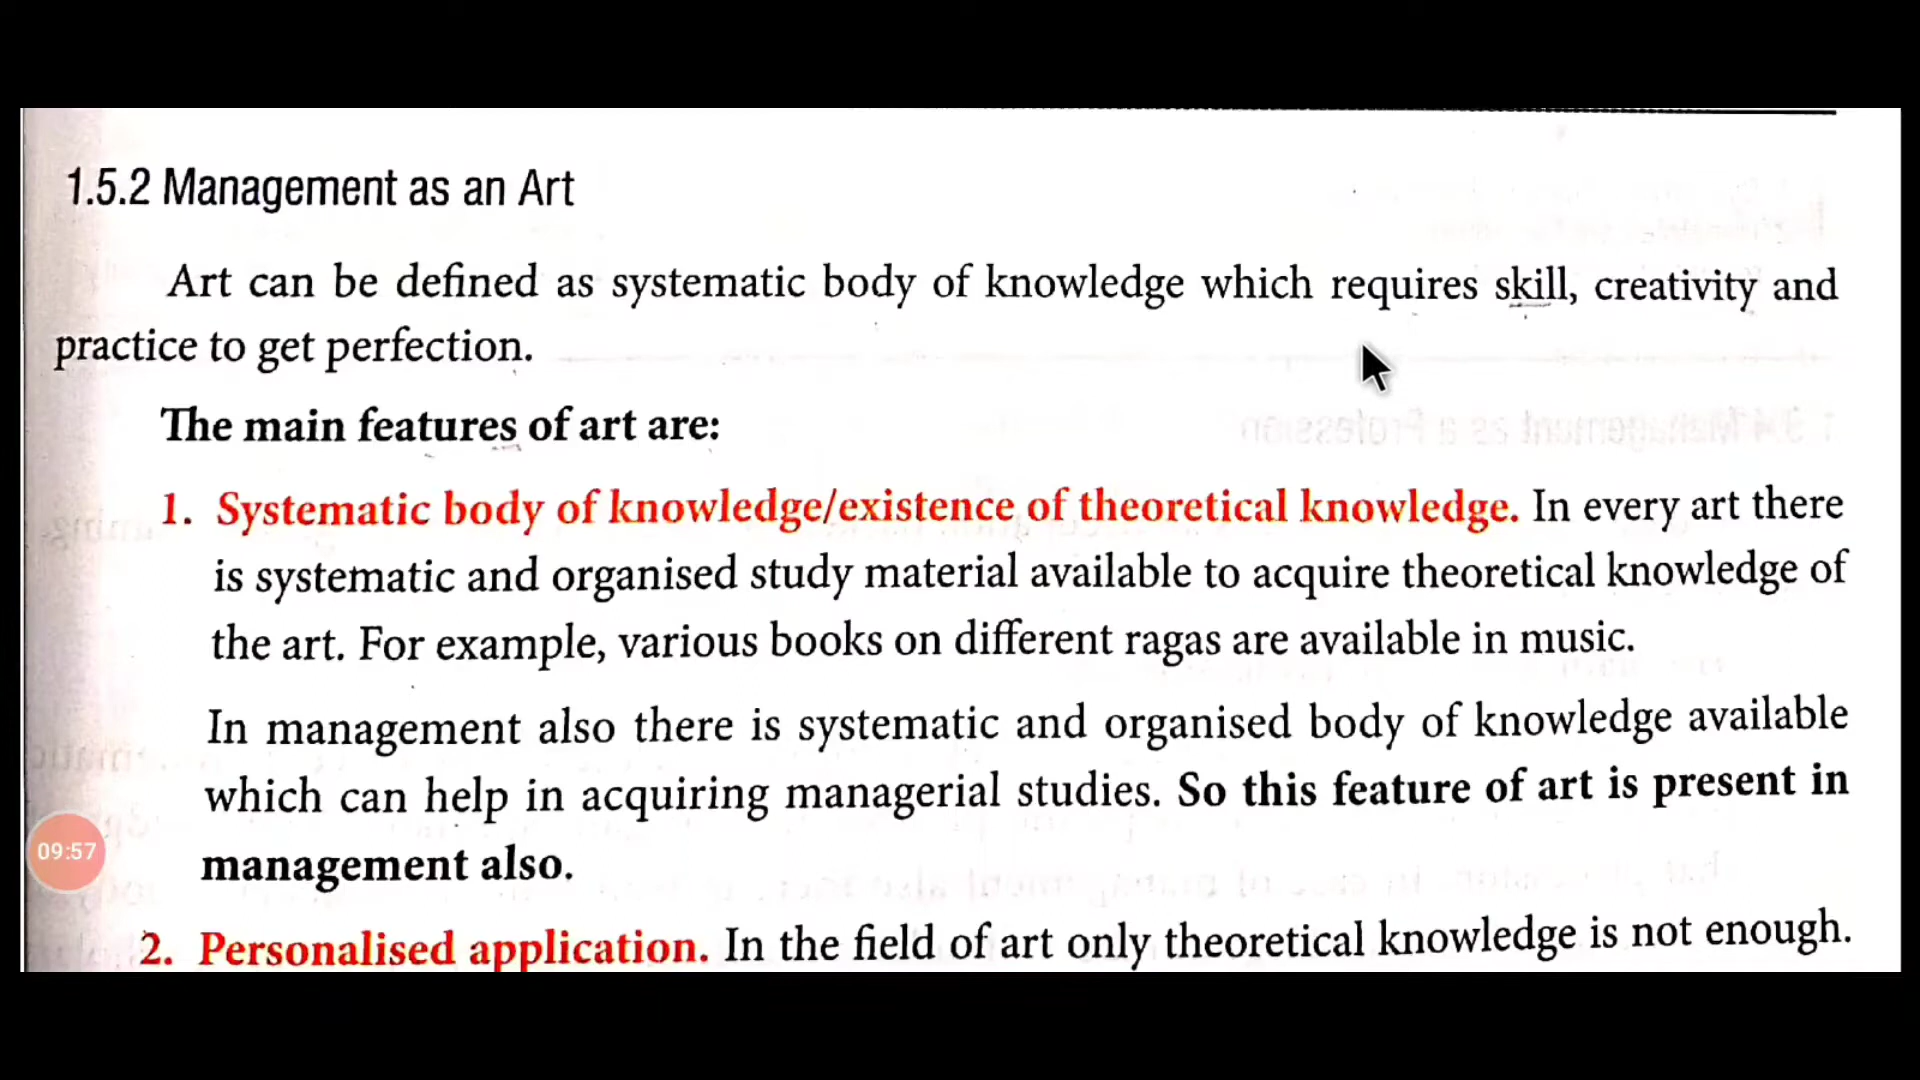 1.5.2 Management as an Art
Art can be defined as systematic body of knowledge which requires skill, creativity and
practice to get perfection.
The main features of art are:
1. Systematic body of knowledge/existence of theoretical knowledge. In every art there
is systematic and organised study material available to acquire theoretical knowledge of
the art. For example, various books on different ragas are available in music.
In management also there is systematic and organised body of knowledge available
which can help in acquiring managerial studies. So this feature of art is present in
management also.
09:57
2. Personalised application. In the field of art only theoretical knowledge is not enough.